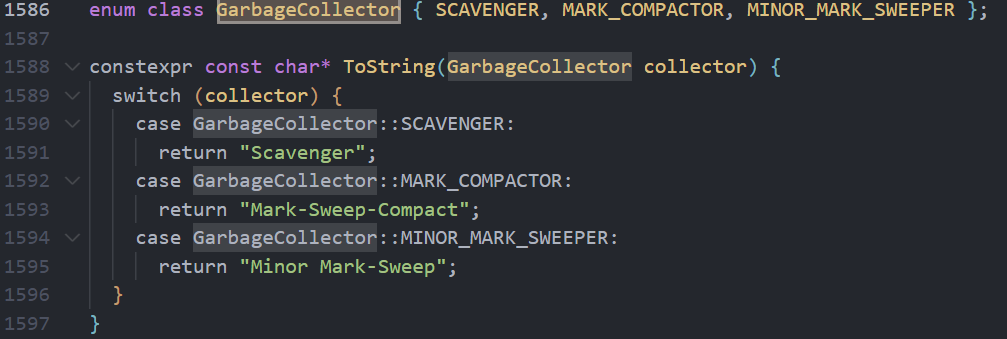 1586 enum class GarbageCollector { SCAVENGER, MARK_COMPACTOR, MINOR_MARK_SWEEPER };
1587
1588 constexpr const char* ToString(GarbageCollector collector) {
1589   switch (collector) {
1590     case GarbageCollector::SCAVENGER:
1591       return "Scavenger";
1592     case GarbageCollector::MARK_COMPACTOR:
1593       return "Mark-Sweep-Compact";
1594     case GarbageCollector::MINOR_MARK_SWEEPER:
1595       return "Minor Mark-Sweep";
1596   }
1597 }